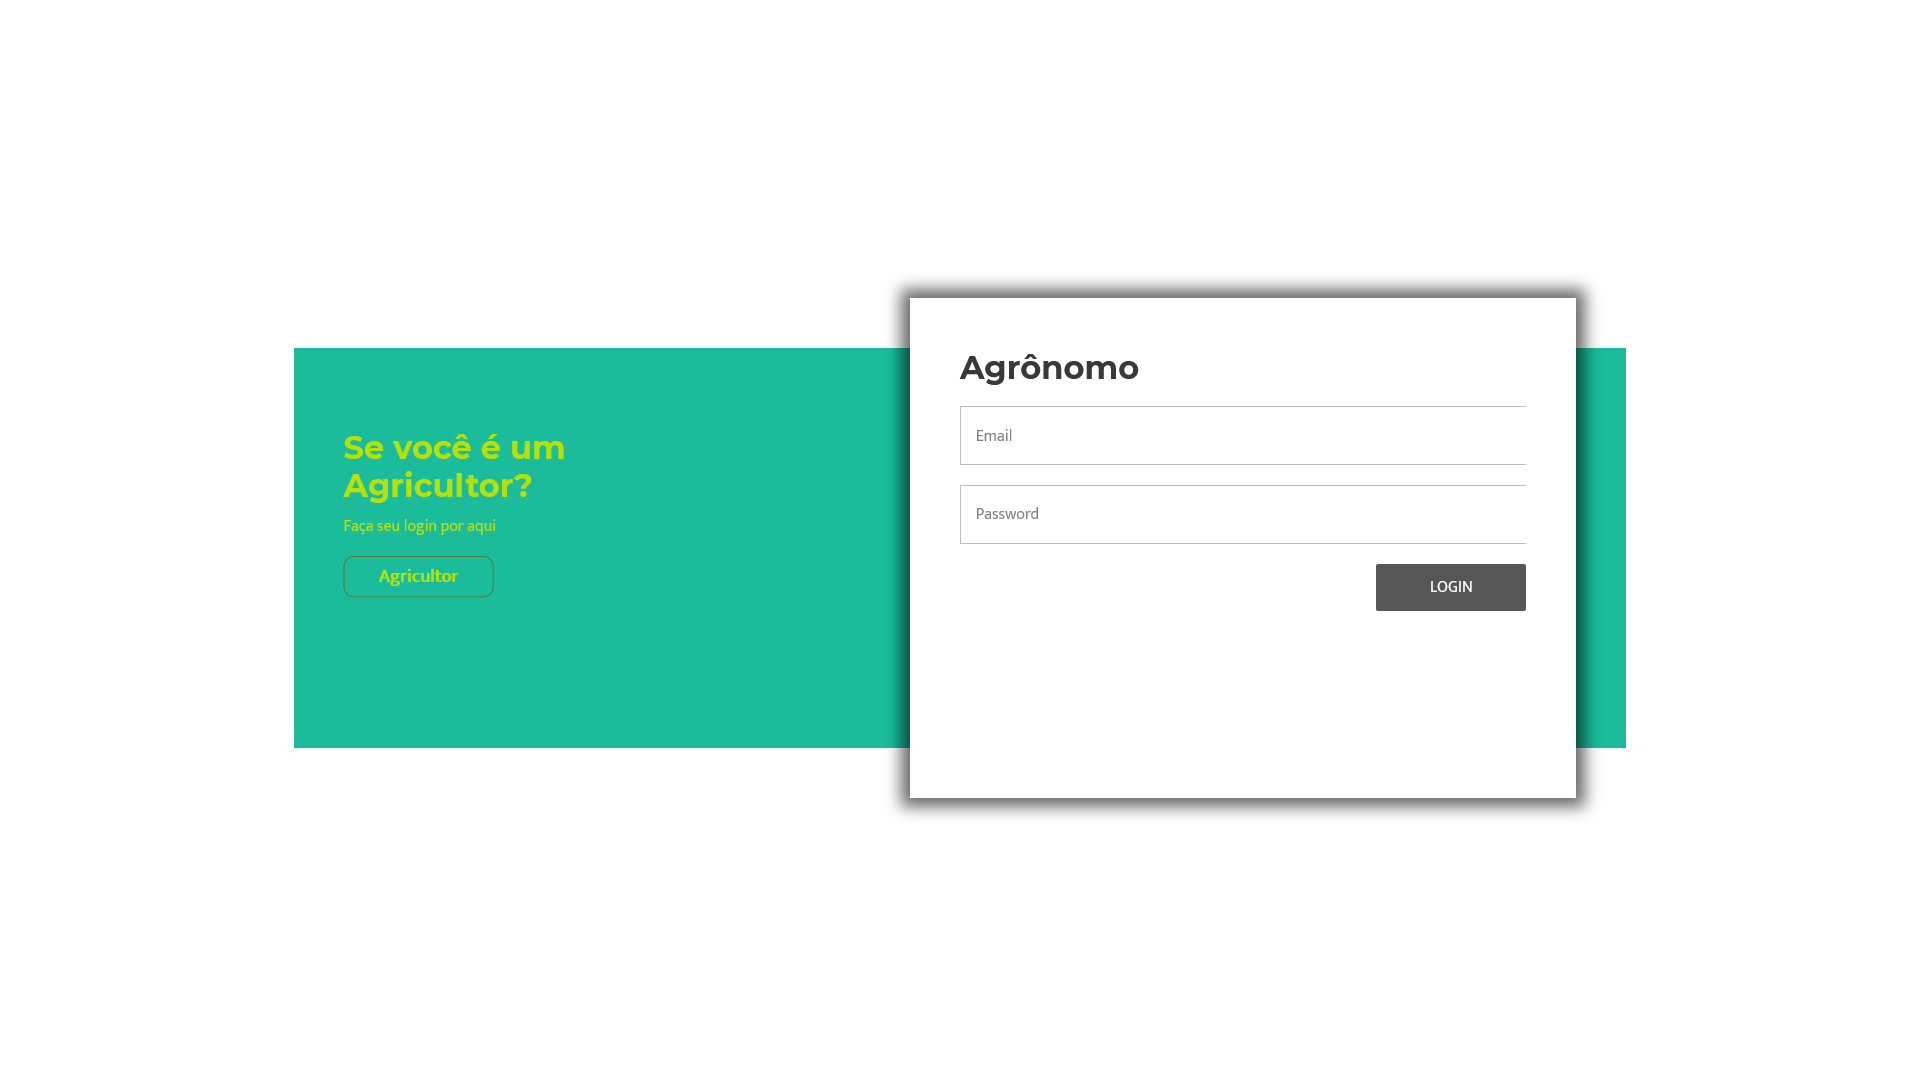 Se você é um
Agricultor?
Faça seu login por aqui
Agricultor
Agrônomo
Email
Password
LOGIN